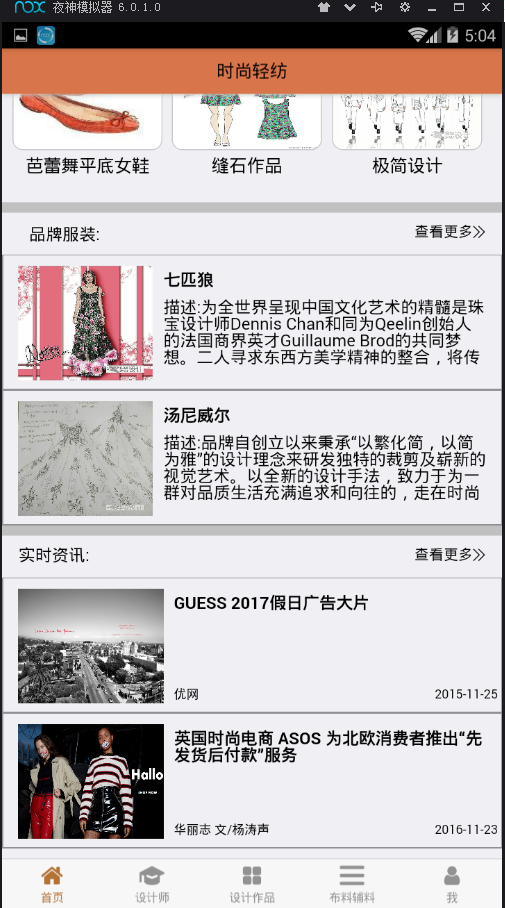 nox 夜神模拟器 6.0.1.0
5:04
时尚轻纺
芭蕾舞平底女鞋
缝石作品
极简设计
品牌服装:
查看更多
七匹狼
描述:为全世界呈现中国文化艺术的精髓是珠
宝设计师Dennis Chan和同为Qeelin创始人
的法国商界英才Guillaume Brod的共同梦
想。二人寻求东西方美学精神的整合，将传
汤尼威尔
描述:品牌自创立以来秉承“以繁化简，以简
为雅”的设计理念来研发独特的裁剪及崭新的
视觉艺术。以全新的设计手法，致力于为一
群对品质生活充满追求和向往的，走在时尚
实时资讯:
查看更多
GUESS 2017假日广告大片
优网
2015-11-25
英国时尚电商 ASOS 为北欧消费者推出“先
发货后付款”服务
Hallo
华丽志 文/杨涛声
2016-11-23
首页
设计师
设计作品
布料辅料
我